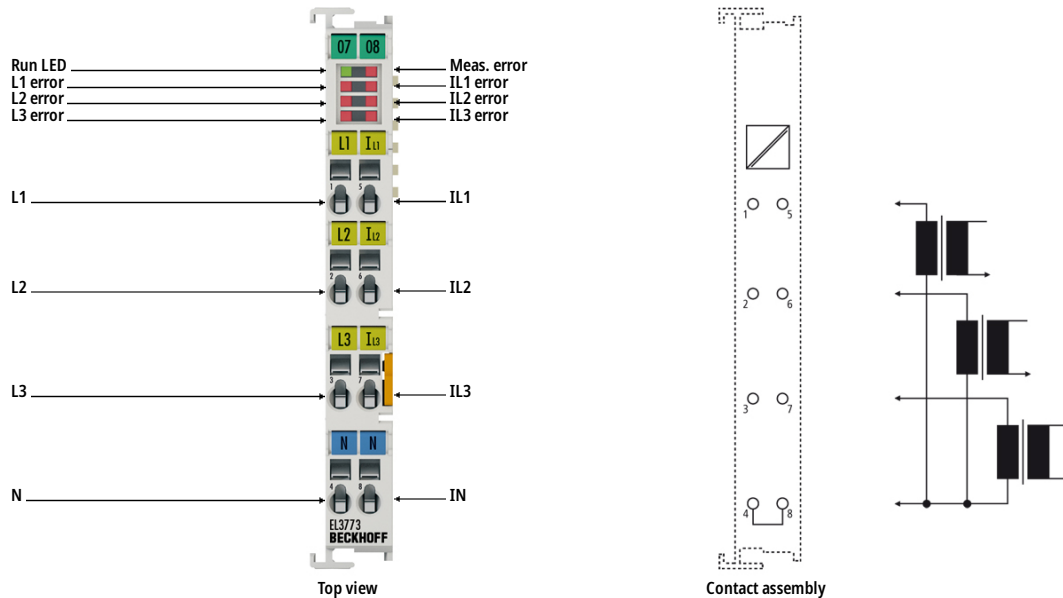 07 08
Run LED
Meas. error
L1 error
IL1 error
L2 error
IL2 error
L3 error
IL3 error
L1 IL1
1 5
L1
IL1
L2 IL2
2 6
L2
IL2
L3 IL3
3 7
L3
IL3
N N
4 8
N
IN
EL3773
BECKHOFF
Top view
1 5
2 6
3 7
4 8
Contact assembly